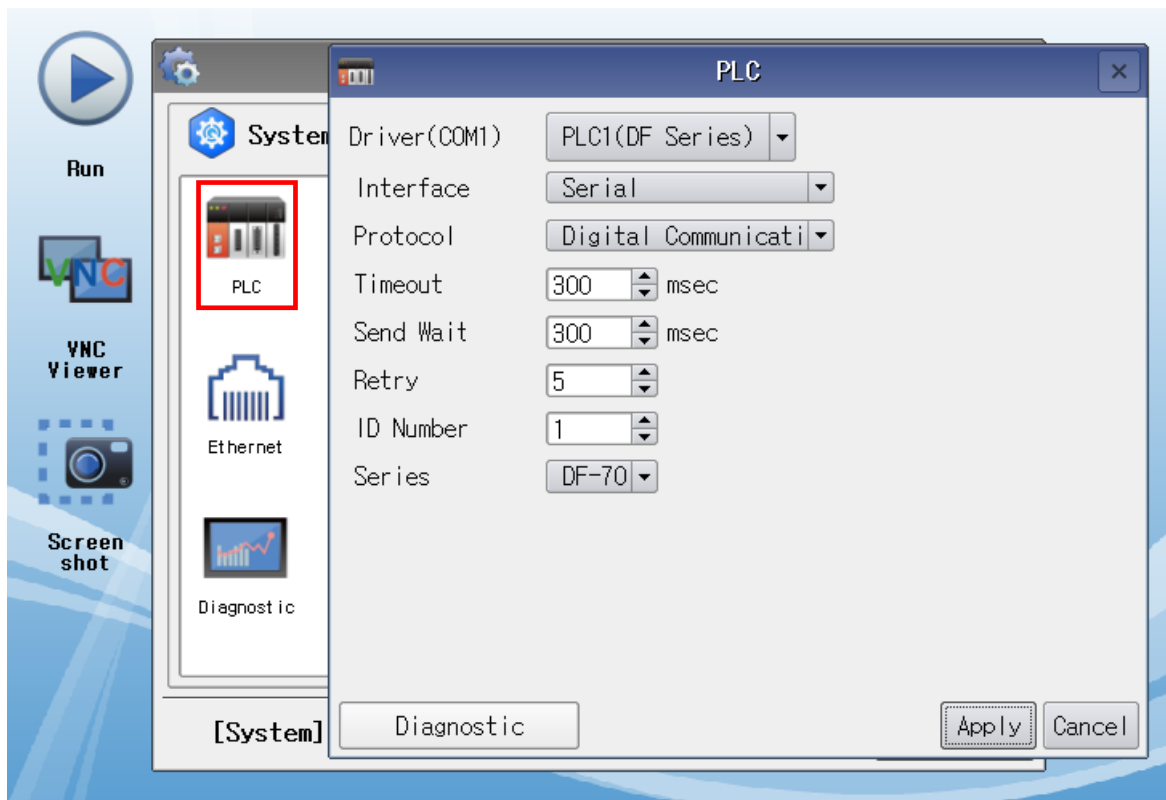 Run
VNC
VNC
Viewer
Screen
shot
System
PLC
Ethernet
Diagnostic
[System]
PLC
Driver(COM1) PLC1(DF Series)
Interface Serial
Protocol Digital Communicati
Timeout 300 msec
Send Wait 300 msec
Retry 5
ID Number 1
Series DF-70
Diagnostic Apply Cancel